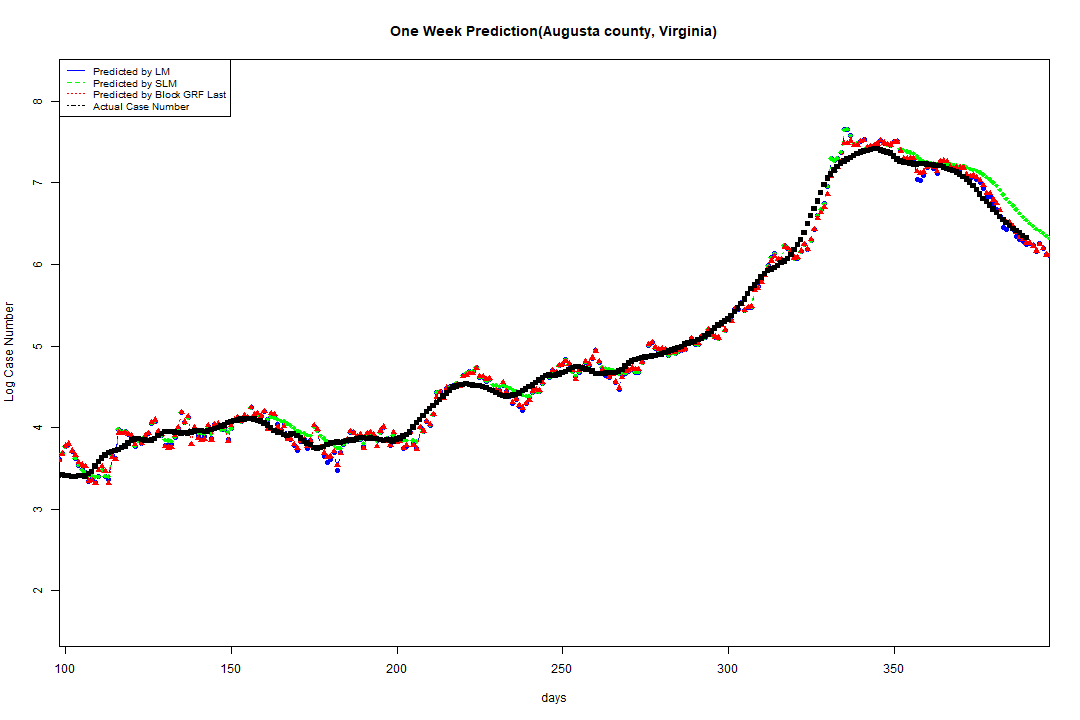 One Week Prediction(Augusta county, Virginia)
Predicted by LM
Predicted by SLM
Predicted by Block GRF Last
Actual Case Number
8
7
6
5
4
3
2
Log Case Number
100 150 200 250 300 350
days